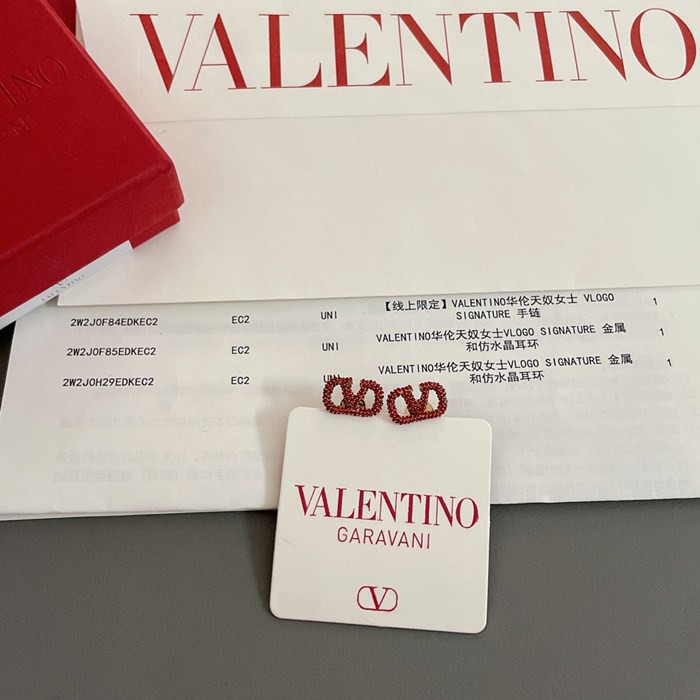 VALENTINO
2W2J0F84EDKEC2 EC2 UNI 【线上限定】VALENTINO华伦天奴女士 VLOGO 1
SIGNATURE 手链
2W2J0F85EDKEC2 EC2 UNI VALENTINO华伦天奴女士VLOGO SIGNATURE 金属 1
和仿水晶耳环
2W2J0H29EDKEC2 EC2 VALENTINO华伦天奴女士VLOGO SIGNATURE 金属 1
和仿水晶耳环
VALENTINO
GARAVANI